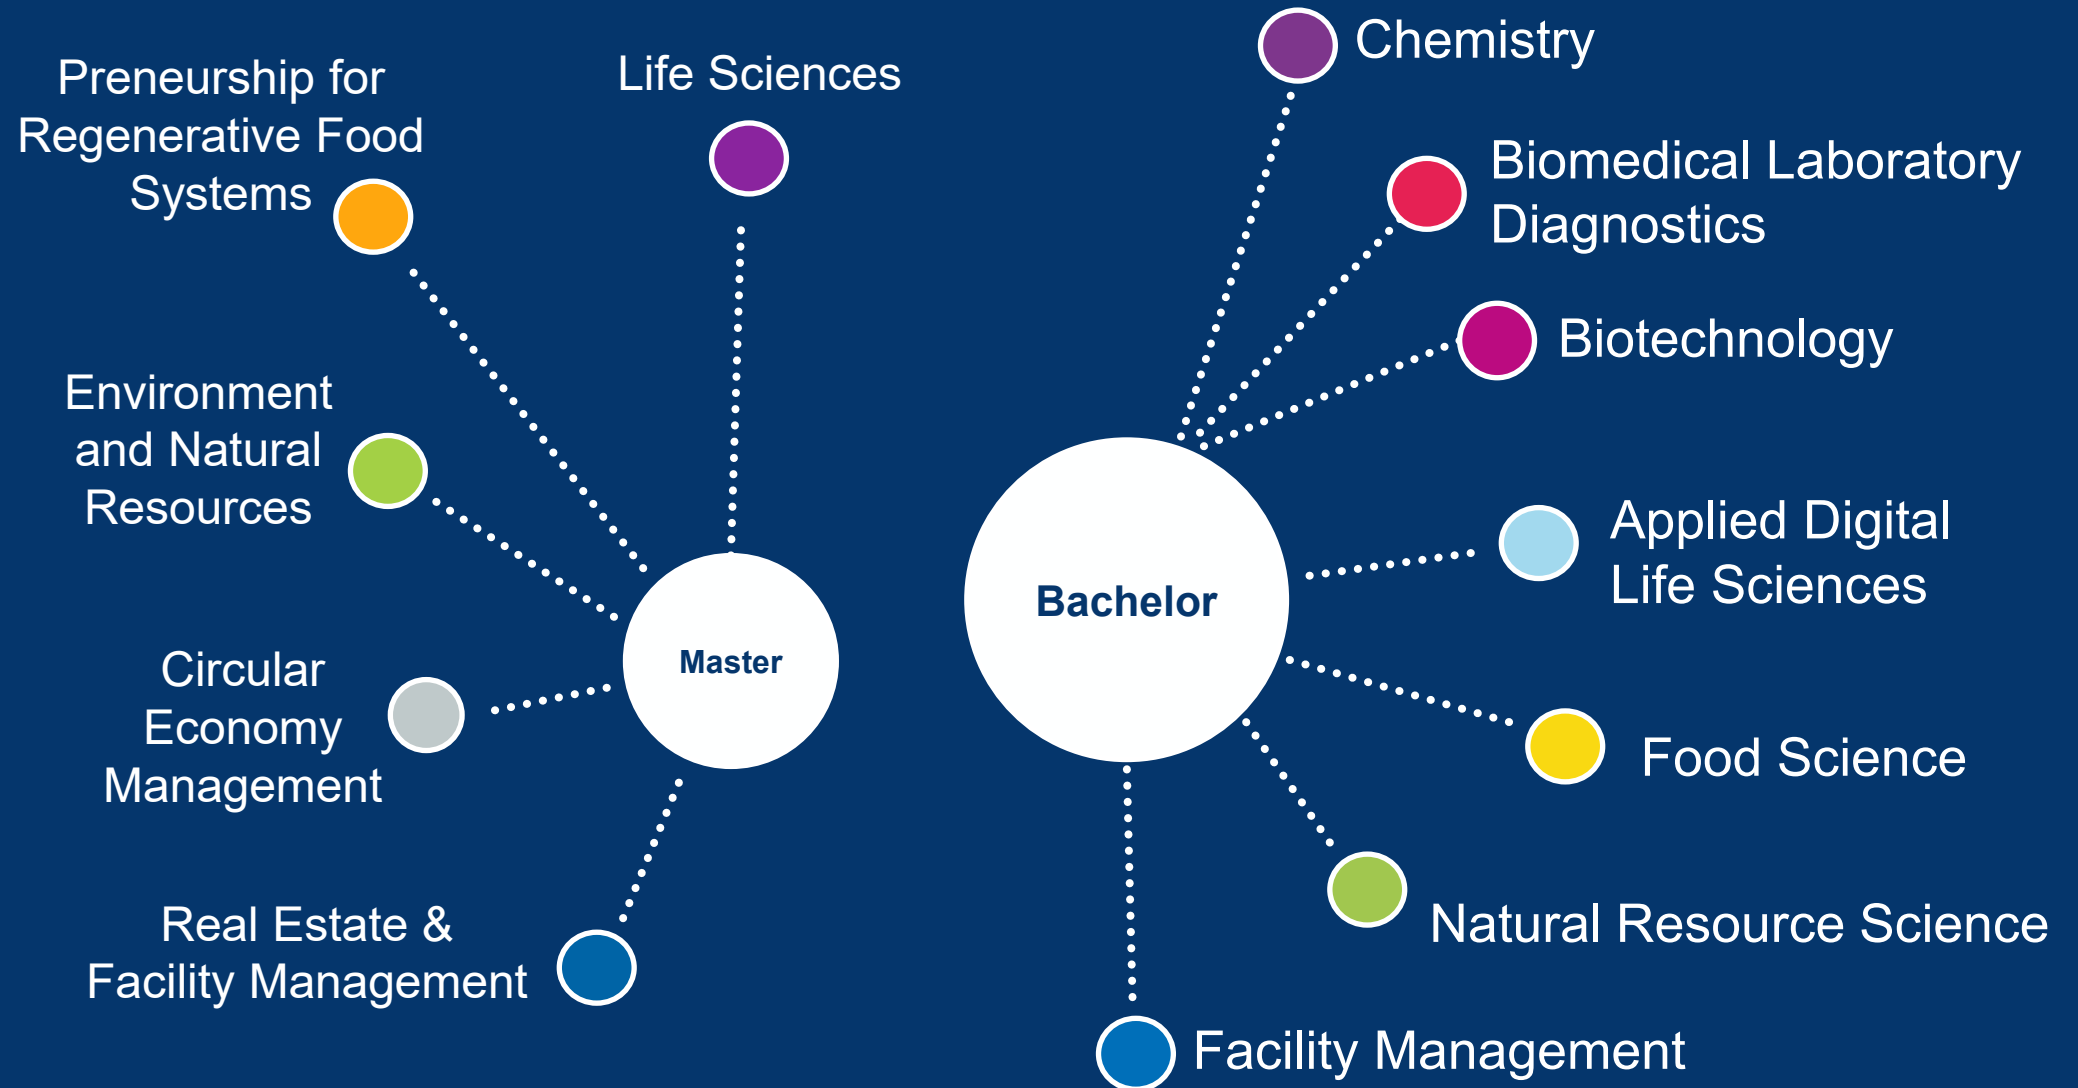 Preneurship for
Regenerative Food
Systems
Life Sciences
Environment
and Natural
Resources
Circular
Economy
Management
Real Estate &
Facility Management
Master
Bachelor
Chemistry
Biomedical Laboratory
Diagnostics
Biotechnology
Applied Digital
Life Sciences
Food Science
Natural Resource Science
Facility Management